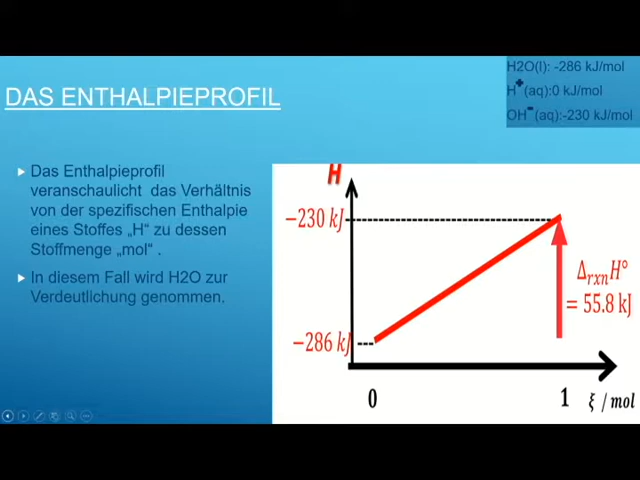 H2O(l): -286 kJ/mol
H+(aq):0 kJ/mol
OH-(aq):-230 kJ/mol
DAS ENTHALPIEPROFIL
Das Enthalpieprofil
veranschaulicht das Verhältnis
von der spezifischen Enthalpie
eines Stoffes „H“ zu dessen
Stoffmenge „mol“ .
In diesem Fall wird H2O zur
Verdeutlichung genommen.
H
−230 kJ
ΔrxnH°
= 55.8 kJ
−286 kJ
0
1
ξ / mol